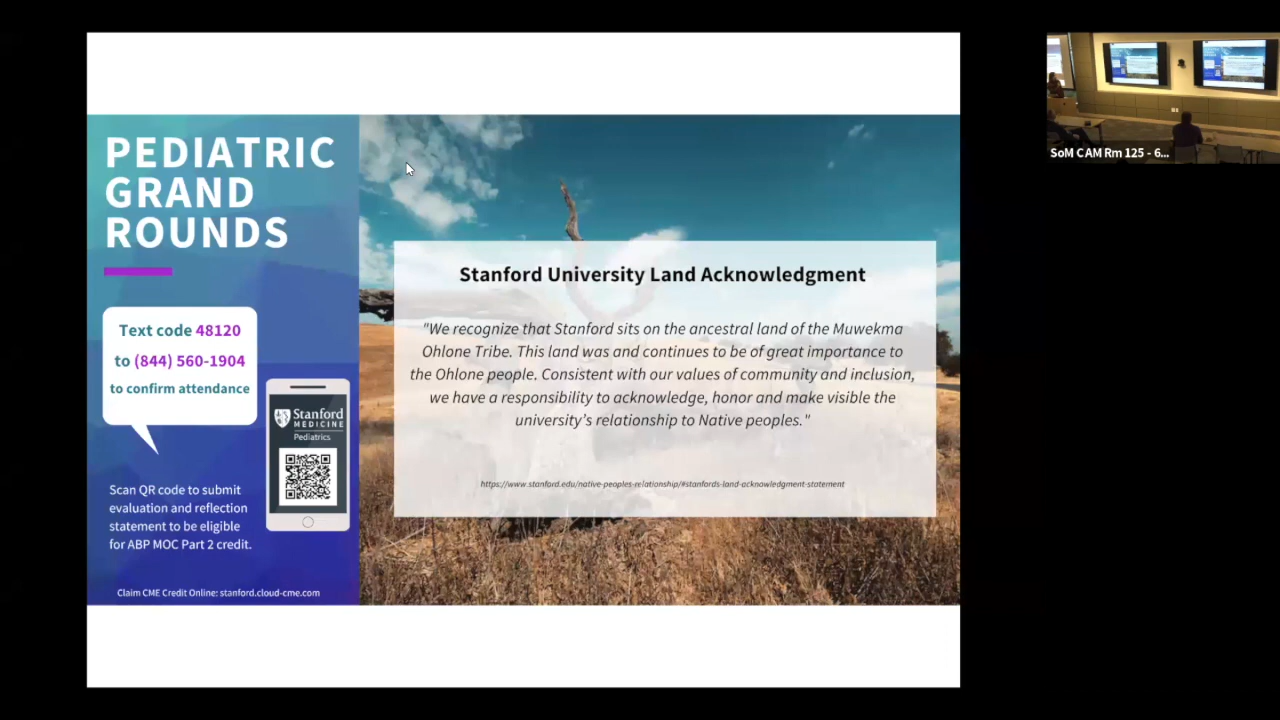 PEDIATRIC
GRAND
ROUNDS
Text code 48120
to (844) 560-1904
to confirm attendance
Stanford
MEDICINE
Pediatrics
Scan QR code to submit
evaluation and reflection
statement to be eligible
for ABP MOC Part 2 credit.
Claim CME Credit Online: stanford.cloud-cme.com
Stanford University Land Acknowledgment
"We recognize that Stanford sits on the ancestral land of the Muwekma
Ohlone Tribe. This land was and continues to be of great importance to
the Ohlone people. Consistent with our values of community and inclusion,
we have a responsibility to acknowledge, honor and make visible the
university's relationship to Native peoples."
https://www.stanford.edu/native-peoples-relationship/#stanfords-land-acknowledgment-statement
SoM CAM Rm 125 - 6...